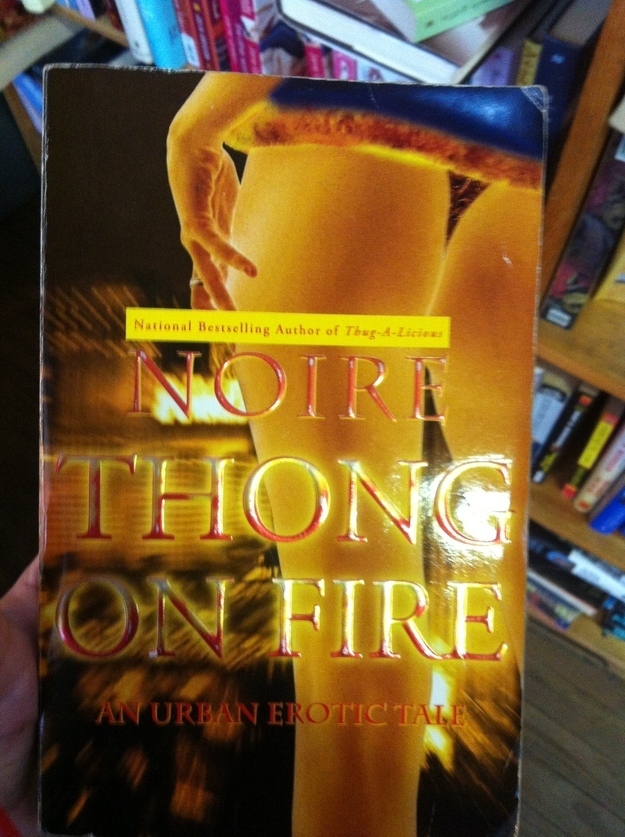 National Bestselling Author of Thug-A-Licious
NOIRE
THONG
ON FIRE
AN URBAN EROTIC TALE